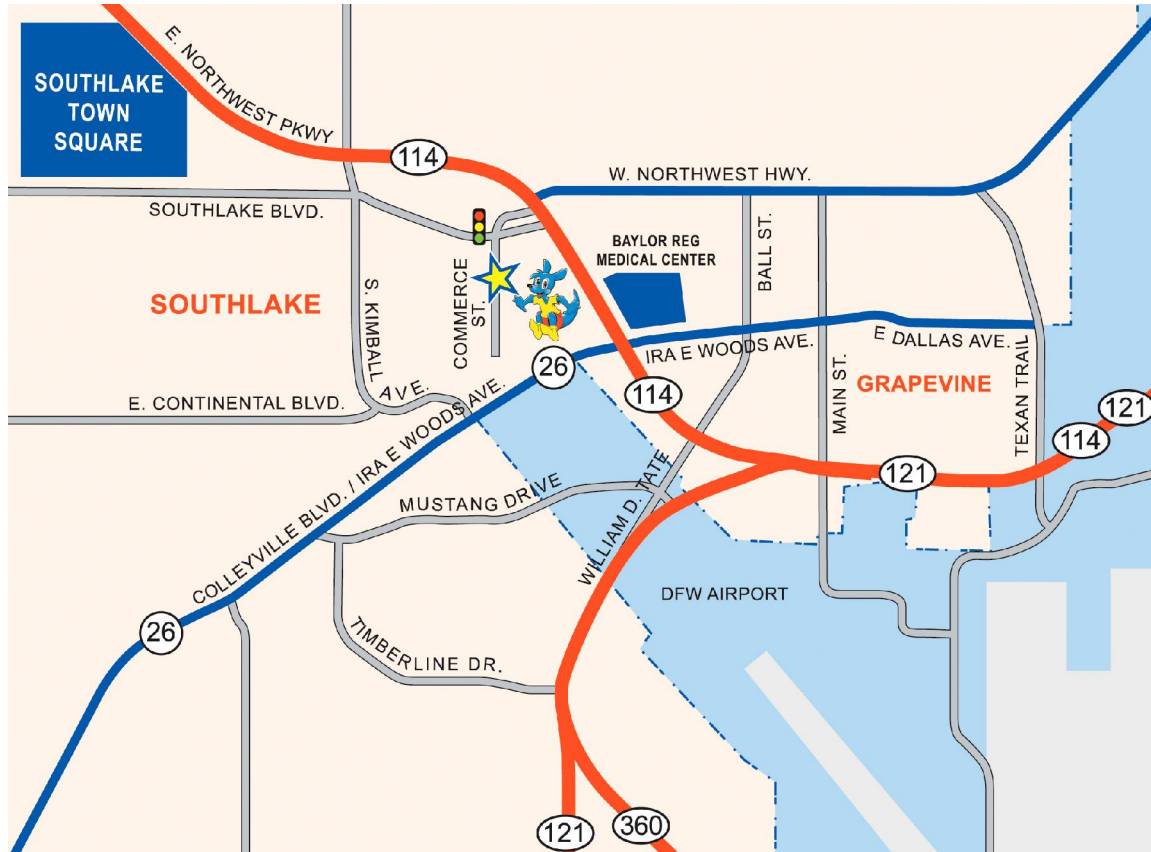 E. NORTHWEST PKWY
SOUTHLAKE
TOWN
SQUARE
114
W. NORTHWEST HWY.
SOUTHLAKE BLVD.
BAYLOR REG
MEDICAL CENTER
BALL ST.
COMMERCE
ST.
S. KIMBALL
AVE.
SOUTHLAKE
IRA E WOODS AVE.
E DALLAS AVE.
26
GRAPEVINE
MAIN ST.
TEXAN TRAIL
114
E. CONTINENTAL BLVD.
121
114
121
COLLEYVILLE BLVD. / IRA E WOODS AVE.
MUSTANG DRIVE
WILLIAM D. TATE
DFW AIRPORT
26
TIMBERLINE DR.
121
360